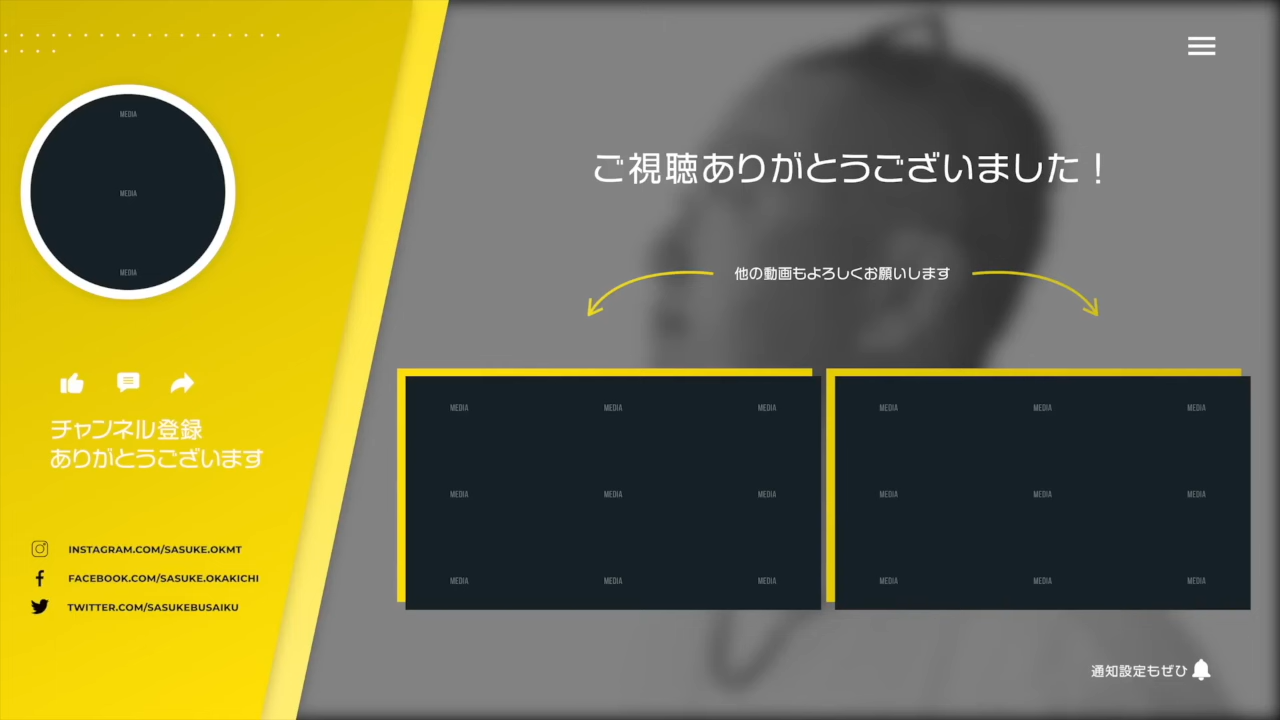 MEDIA
MEDIA
MEDIA
チャンネル登録
ありがとうございます
INSTAGRAM.COM/SASUKE.OKMT
FACEBOOK.COM/SASUKE.OKAKICHI
TWITTER.COM/SASUKEBUSAIKU
ご視聴ありがとうございました！
他の動画もよろしくお願いします
MEDIA MEDIA MEDIA MEDIA MEDIA MEDIA
MEDIA MEDIA MEDIA MEDIA MEDIA MEDIA
MEDIA MEDIA MEDIA MEDIA MEDIA MEDIA
通知設定もぜひ